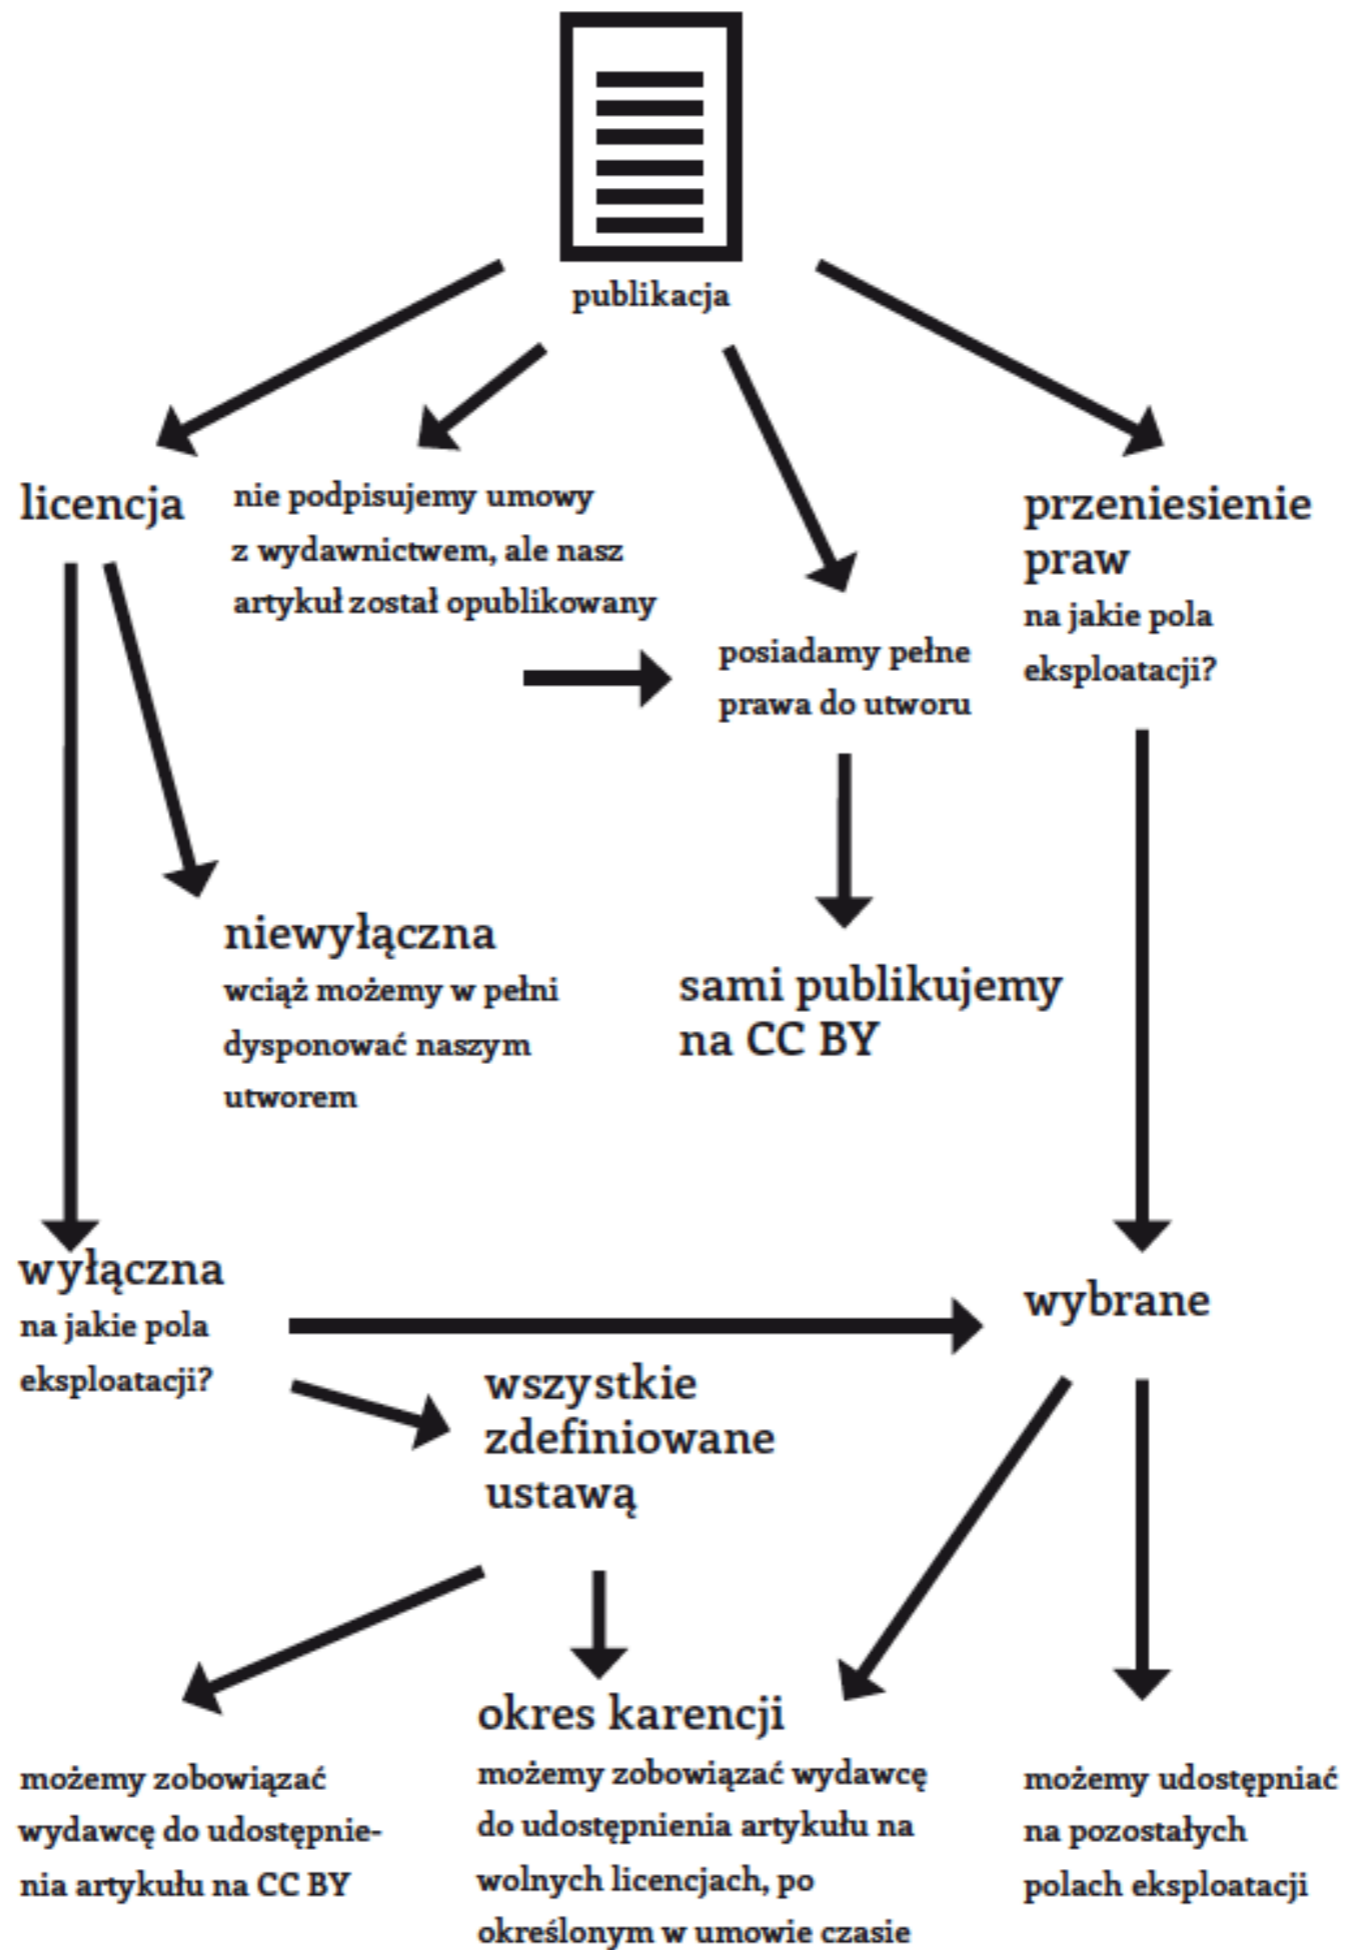 publikacja
licencja
nie podpisujemy umowy
z wydawnictwem, ale nasz
artykuł został opublikowany
posiadamy pełne
prawa do utworu
przeniesienie
praw
na jakie pola
eksploatacji?
niewyłączna
wciąż możemy w pełni
dysponować naszym
utworem
sami publikujemy
na CC BY
wyłączna
na jakie pola
eksploatacji?
wybrane
wszystkie
zdefiniowane
ustawą
możemy zobowiązać
wydawcę do udostępnie-
nia artykułu na CC BY
okres karencji
możemy zobowiązać wydawcę
do udostępnienia artykułu na
wolnych licencjach, po
określonym w umowie czasie
możemy udostępniać
na pozostałych
polach eksploatacji